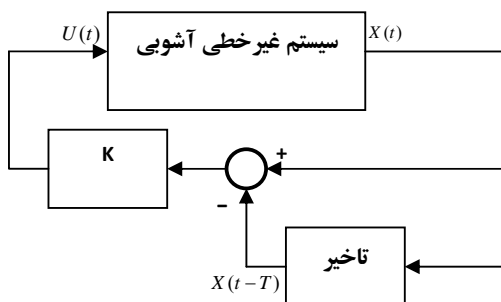 سیستم غیرخطی آشوبی
U(t)
X(t)
K
+
−
تاخیر
X(t−T)